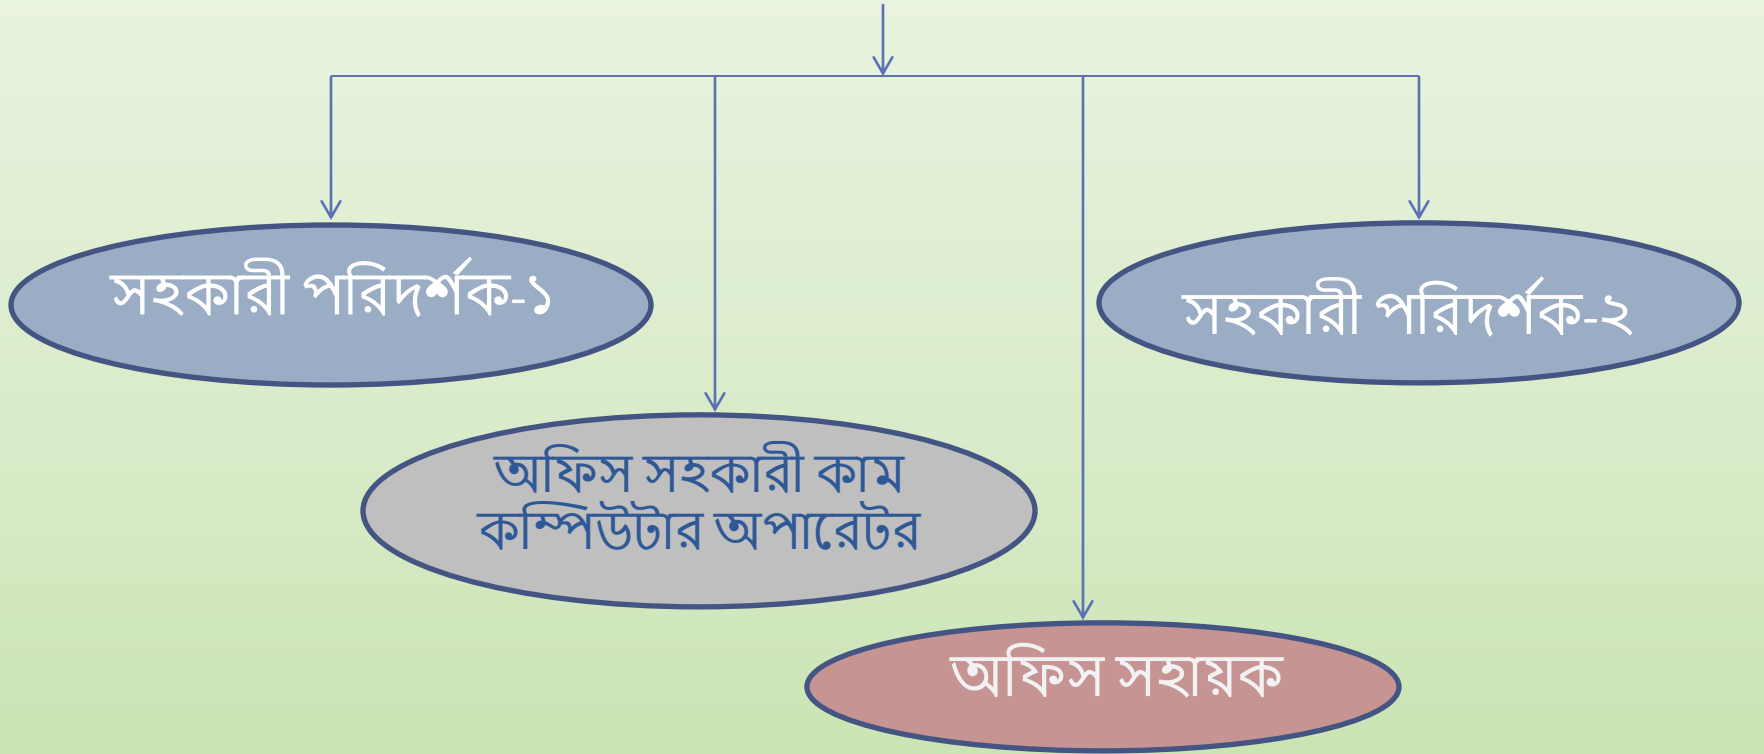 সহকারী পরিদর্শক-১
সহকারী পরিদর্শক-২
অফিস সহকারী কাম
কম্পিউটার অপারেটর
অফিস সহায়ক